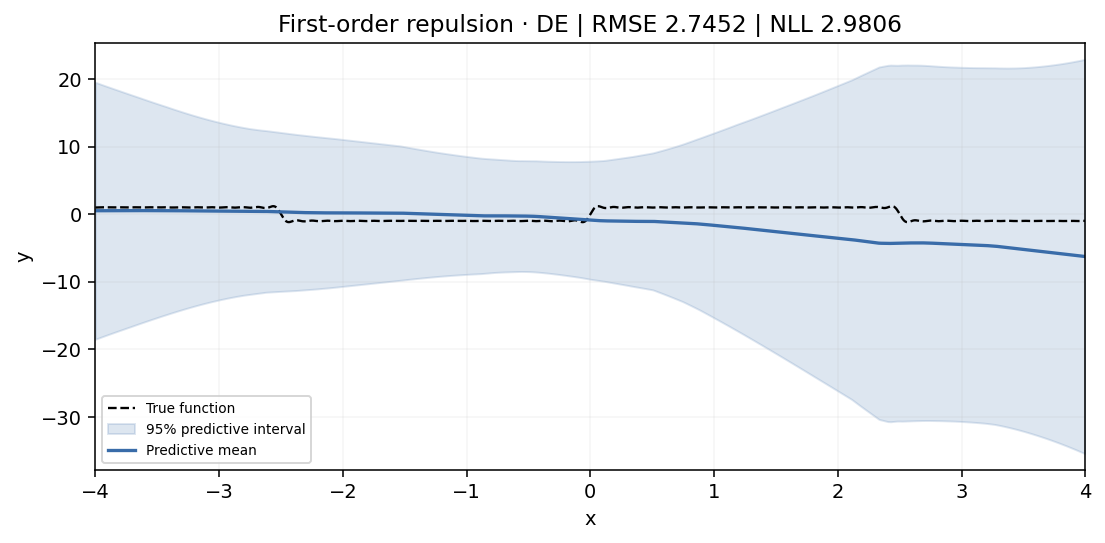 First-order repulsion · DE | RMSE 2.7452 | NLL 2.9806
20
10
0
−10
−20
−30
y
True function
95% predictive interval
Predictive mean
−4
−3
−2
−1
0
1
2
3
4
x